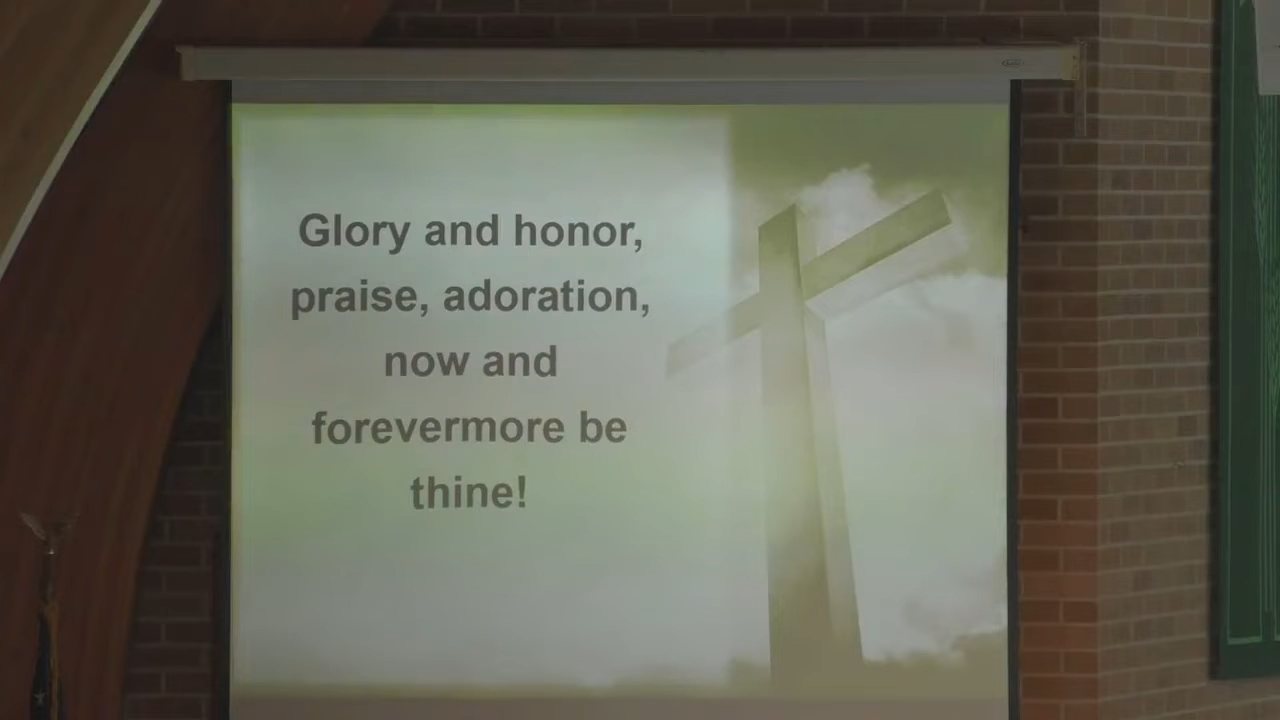 Glory and honor,
praise, adoration,
now and
forevermore be
thine!